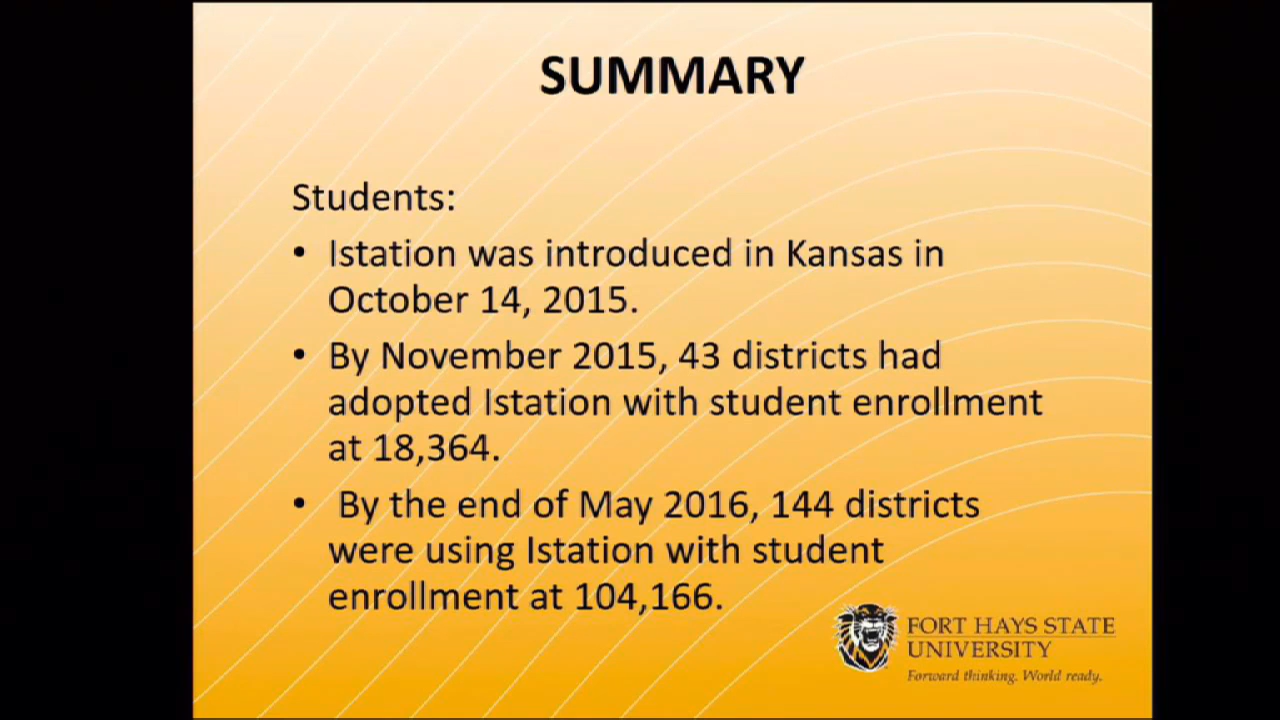 SUMMARY
Students:
• Istation was introduced in Kansas in
October 14, 2015.
• By November 2015, 43 districts had
adopted Istation with student enrollment
at 18,364.
• By the end of May 2016, 144 districts
were using Istation with student
enrollment at 104,166.
FORT HAYS STATE
UNIVERSITY
Forward thinking. World ready.